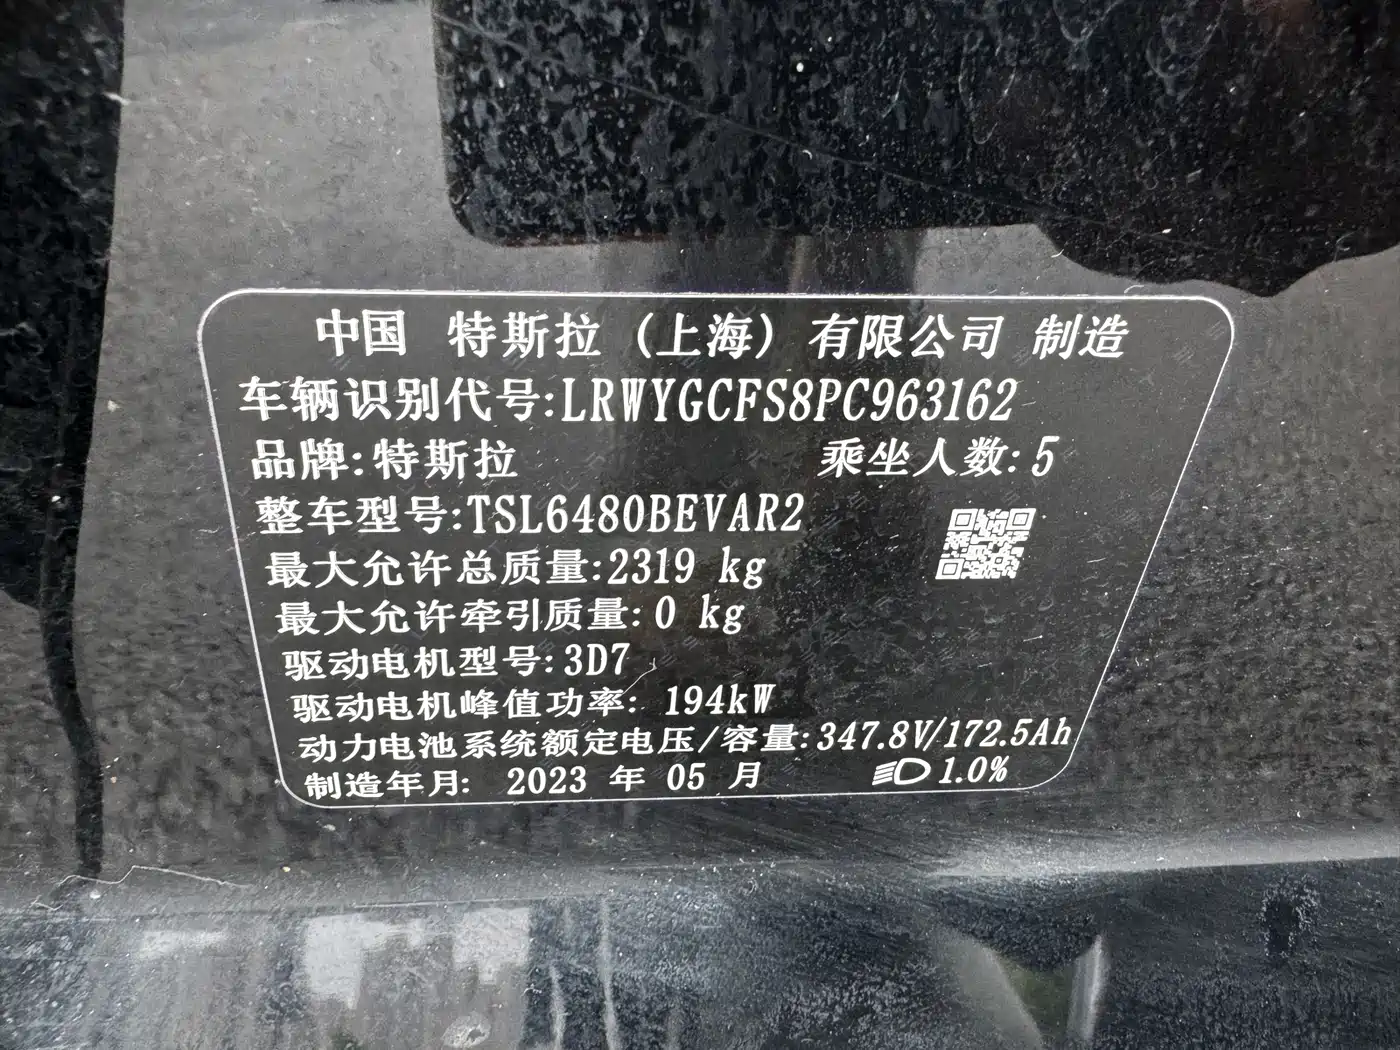 中国 特斯拉（上海）有限公司 制造
车辆识别代号:LRWYGCFS8PC963162
品牌:特斯拉 乘坐人数:5
整车型号:TSL6480BEVAR2
最大允许总质量:2319 kg
最大允许牵引质量: 0 kg
驱动电机型号:3D7
驱动电机峰值功率: 194kW
动力电池系统额定电压/容量:347.8V/172.5Ah
制造年月: 2023 年 05 月 1.0%